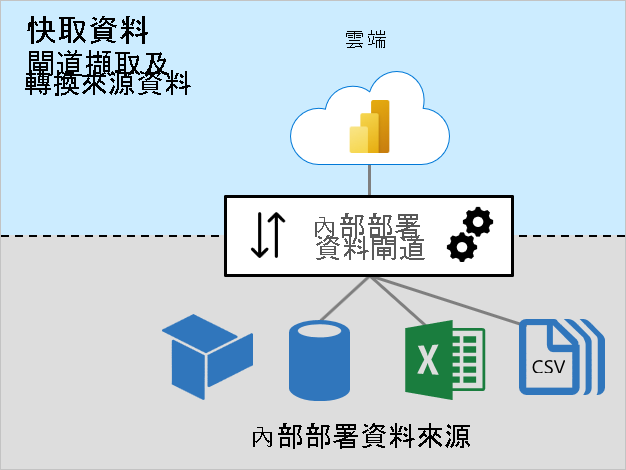 快取資料
閘道擷取及
轉換來源資料
雲端
內部部署
資料閘道
X
CSV
內部部署資料來源